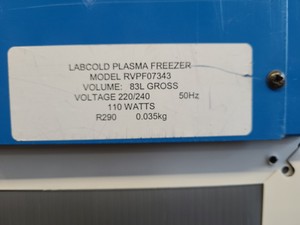 LABCOLD PLASMA FREEZER
MODEL RVPF07343
VOLUME: 83L GROSS
VOLTAGE 220/240 50Hz
110 WATTS
R290 0.035kg